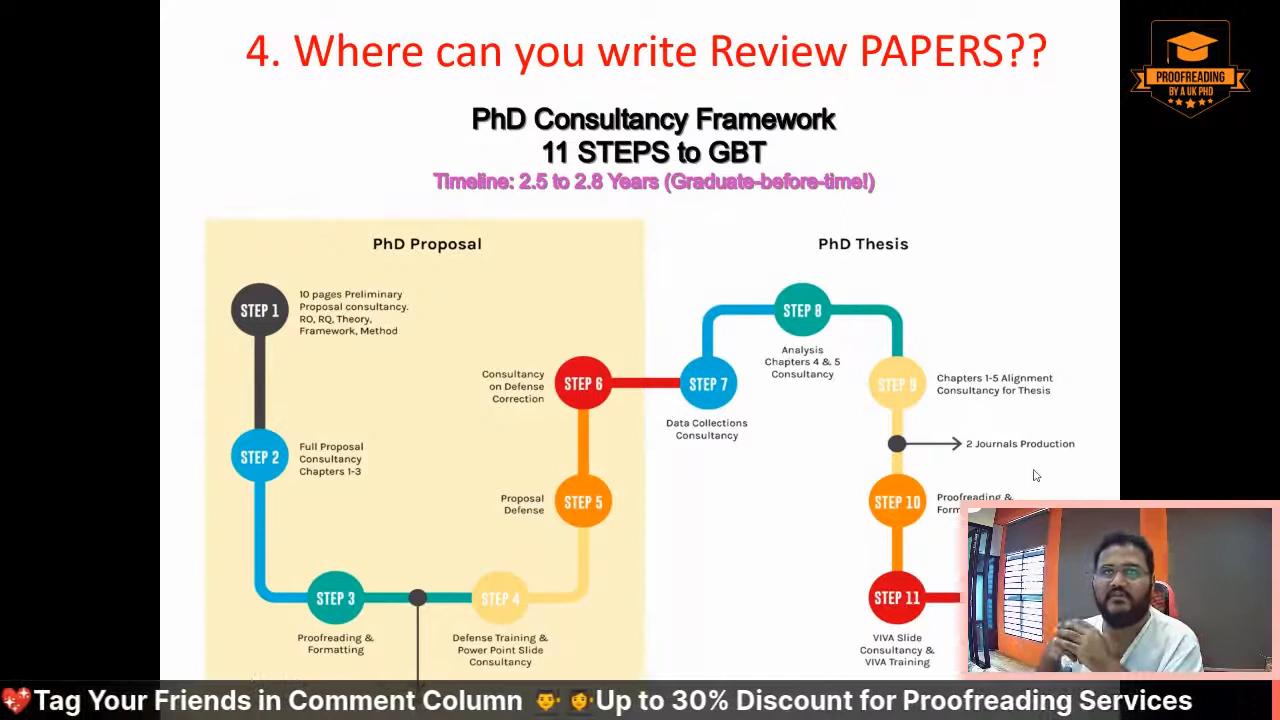 4. Where can you write Review PAPERS??
PROOFREADING
BY A UK PHD
PhD Consultancy Framework
11 STEPS to GBT
Timeline: 2.5 to 2.8 Years (Graduate-before-time!)
PhD Proposal
STEP 1
10 pages Preliminary
Proposal consultancy.
RO, RQ, Theory,
Framework, Method
STEP 2
Full Proposal
Consultancy
Chapters 1-3
STEP 3
Proofreading &
Formatting
STEP 4
Defense Training &
Power Point Slide
Consultancy
STEP 5
Proposal
Defense
STEP 6
Consultancy
on Defense
Correction
PhD Thesis
STEP 7
Data Collections
Consultancy
STEP 8
Analysis
Chapters 4 & 5
Consultancy
STEP 9
Chapters 1-5 Alignment
Consultancy for Thesis
2 Journals Production
STEP 10
Proofreading &
STEP 11
VIVA Slide
Consultancy &
VIVA Training
💖Tag Your Friends in Comment Column 👨‍🎓👩‍🎓Up to 30% Discount for Proofreading Services